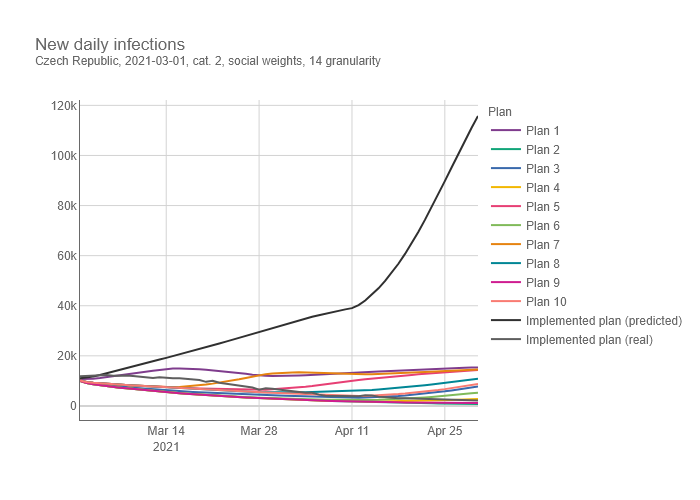 New daily infections
Czech Republic, 2021-03-01, cat. 2, social weights, 14 granularity
120k
100k
80k
60k
40k
20k
0
Mar 14
2021
Mar 28
Apr 11
Apr 25
Plan
Plan 1
Plan 2
Plan 3
Plan 4
Plan 5
Plan 6
Plan 7
Plan 8
Plan 9
Plan 10
Implemented plan (predicted)
Implemented plan (real)